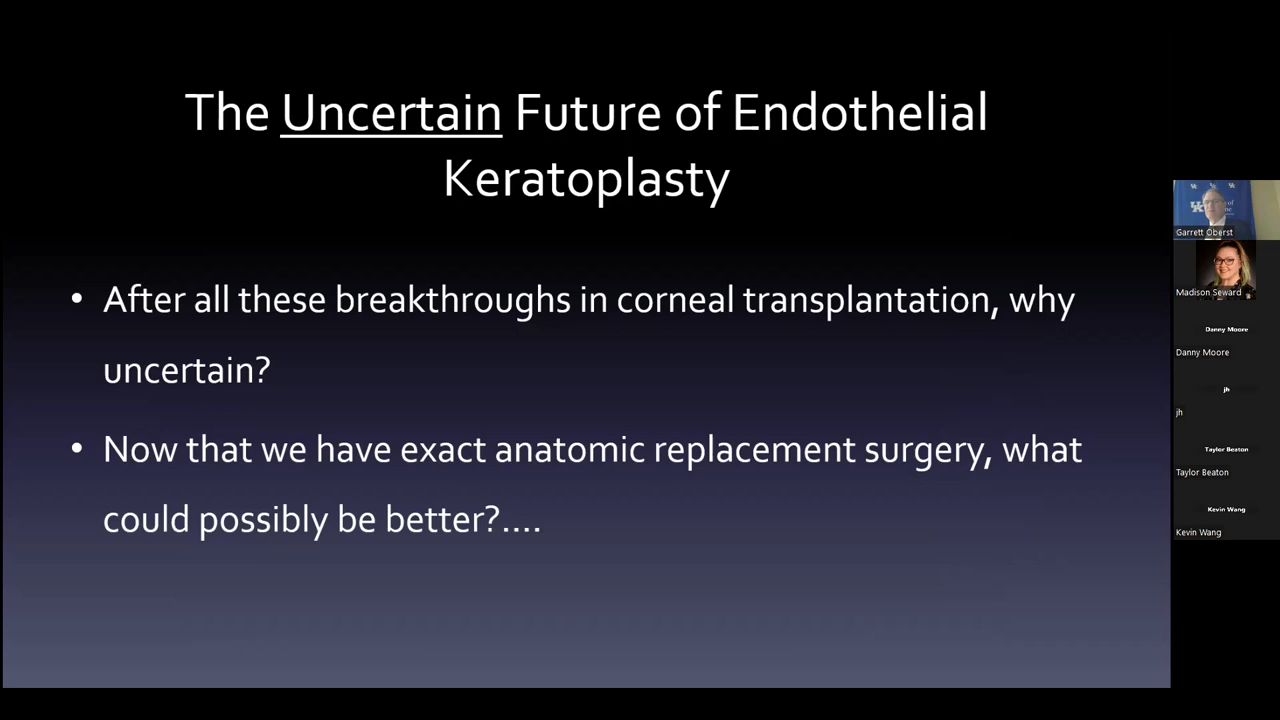 The Uncertain Future of Endothelial
Keratoplasty
• After all these breakthroughs in corneal transplantation, why
uncertain?
• Now that we have exact anatomic replacement surgery, what
could possibly be better?....
UK
Garrett Oberst
Madison Seward
Danny Moore
Danny Moore
jh
jh
Taylor Beaton
Taylor Beaton
Kevin Wang
Kevin Wang